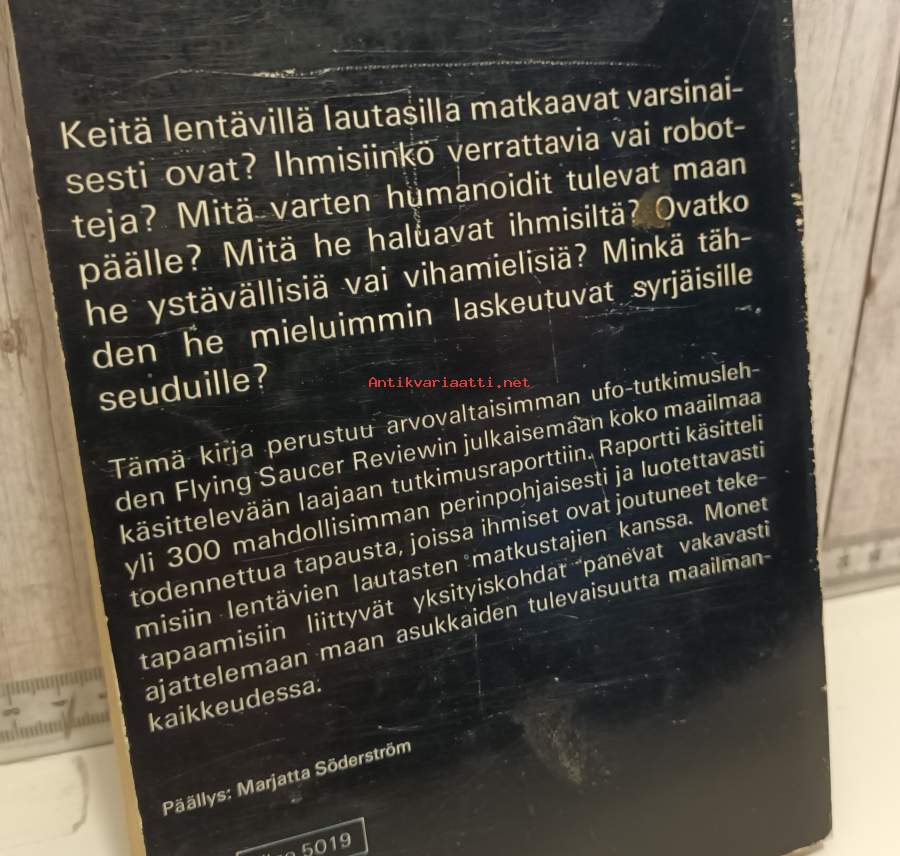 Keitä lentävillä lautasilla matkaavat varsinai-
sesti ovat? Ihmisiinkö verrattavia vai robot-
teja? Mitä varten humanoidit tulevat maan
päälle? Mitä he haluavat ihmisiltä? Ovatko
he ystävällisiä vai vihamielisiä? Minkä täh-
den he mieluimmin laskeutuvat syrjäisille
seuduille?
Antikvariaatti.net
Tämä kirja perustuu arvovaltaisimman ufo-tutkimusleh-
den Flying Saucer Reviewin julkaisemaan koko maailmaa
käsittelevään laajaan tutkimusraporttiin. Raportti käsitteli
yli 300 mahdollisimman perinpohjaisesti ja luotettavasti
todennettua tapausta, joissa ihmiset ovat joutuneet teke-
misiin lentävien lautasten matkustajien kanssa. Monet
tapaamisiin liittyvät yksityiskohdat panevat vakavasti
ajattelemaan maan asukkaiden tulevaisuutta maailman-
kaikkeudessa.
Päällys: Marjatta Söderström
5019